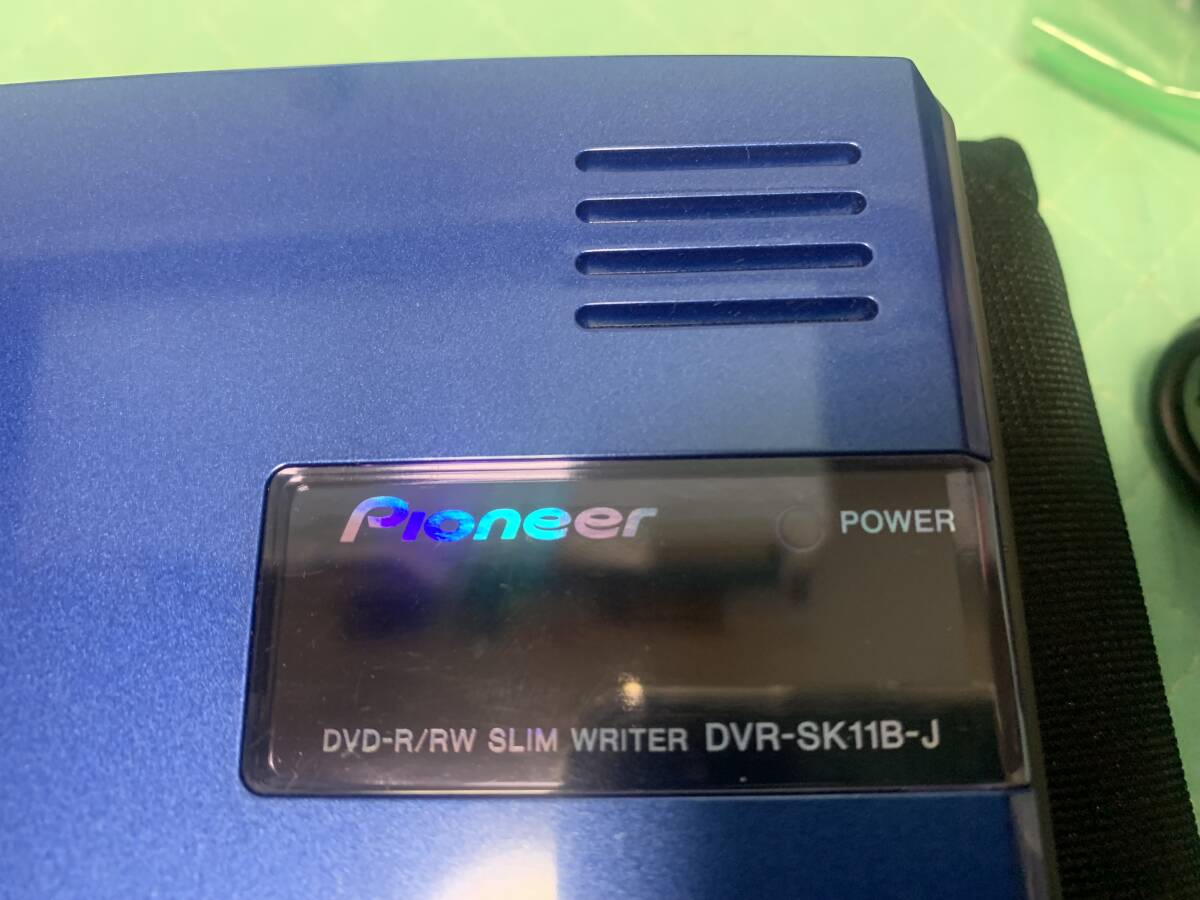 Pioneer
POWER
DVD-R/RW SLIM WRITER DVR-SK11B-J